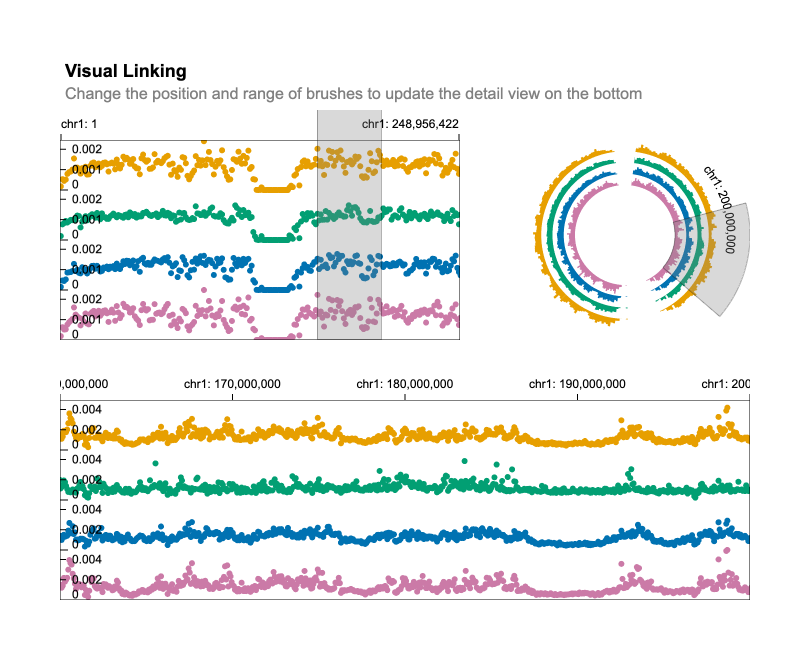 Visual Linking
Change the position and range of brushes to update the detail view on the bottom
chr1: 1
chr1: 248,956,422
0.002
0.001
0
0.002
0.001
0
0.002
0.001
0
0.002
0.001
0
chr1: 200,000,000
0,000,000
chr1: 170,000,000
chr1: 180,000,000
chr1: 190,000,000
chr1: 200
0.004
0.002
0
0.004
0.002
0
0.004
0.002
0
0.004
0.002
0